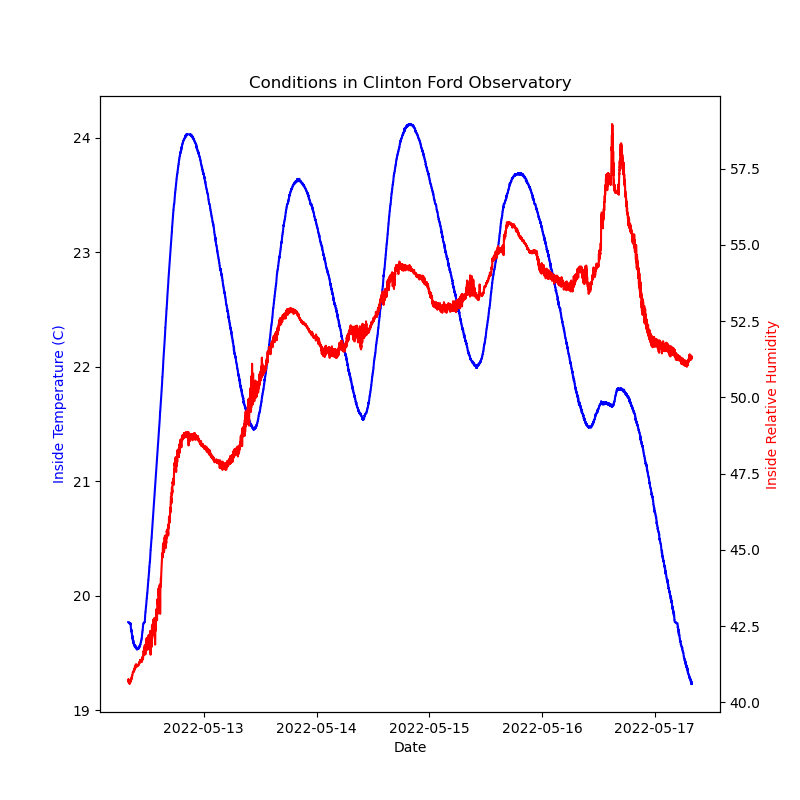 Conditions in Clinton Ford Observatory
24
23
22
21
20
19
Inside Temperature (C)
57.5
55.0
52.5
50.0
47.5
45.0
42.5
40.0
Inside Relative Humidity
2022-05-13 2022-05-14 2022-05-15 2022-05-16 2022-05-17
Date